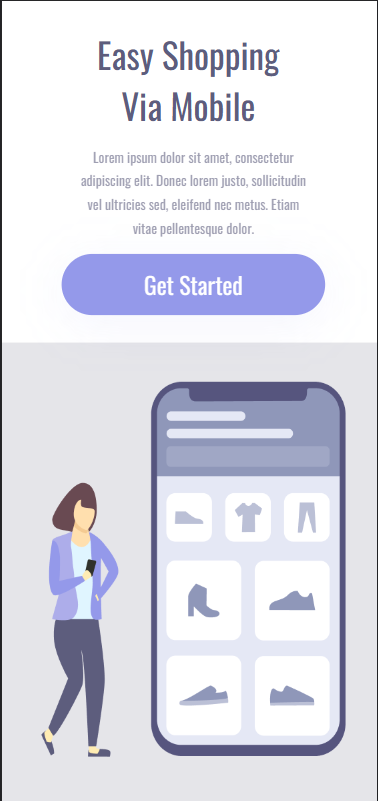 Easy Shopping
Via Mobile
Lorem ipsum dolor sit amet, consectetur
adipiscing elit. Donec lorem justo, sollicitudin
vel ultricies sed, eleifend nec metus. Etiam
vitae pellentesque dolor.
Get Started